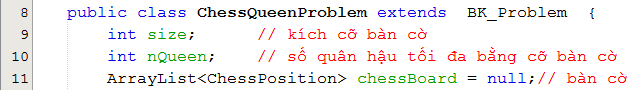 8 public class ChessQueenProblem extends BK_Problem {
9 int size; // kích cỡ bàn cờ
10 int nQueen; // số quân hậu tối đa bằng cỡ bàn cờ
11 ArrayList<ChessPosition> chessBoard = null;// bàn cờ